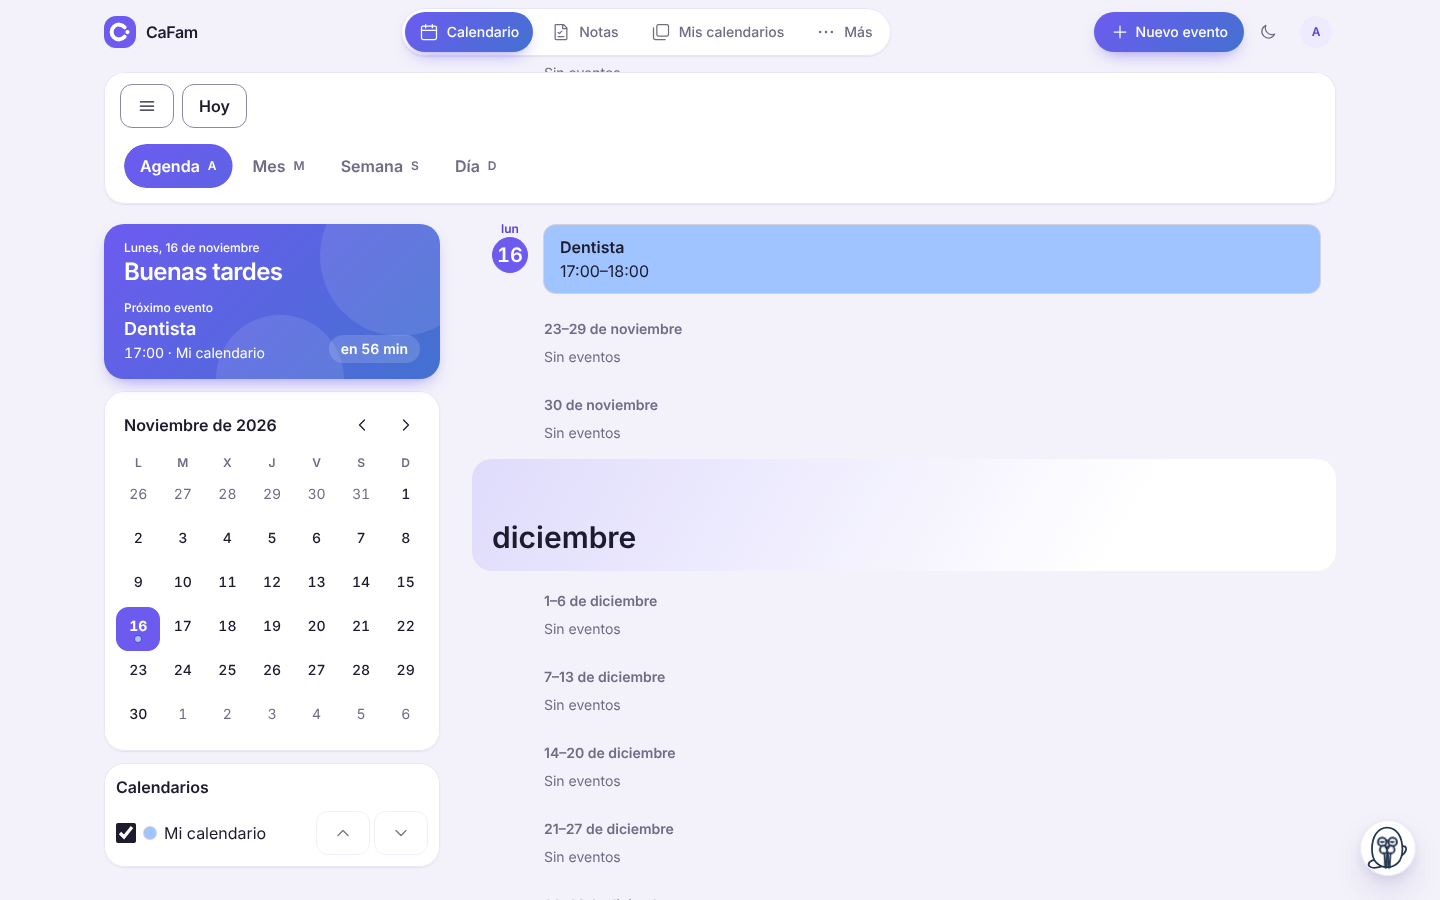 CaFam
Calendario
Notas
Mis calendarios
Más
Nuevo evento
A
Sin eventos
Hoy
Agenda A
Mes M
Semana S
Día D
Lunes, 16 de noviembre
Buenas tardes
Próximo evento
Dentista
17:00 · Mi calendario
en 56 min
Noviembre de 2026
L M X J V S D
26 27 28 29 30 31 1
2 3 4 5 6 7 8
9 10 11 12 13 14 15
16 17 18 19 20 21 22
23 24 25 26 27 28 29
30 1 2 3 4 5 6
Calendarios
Mi calendario
lun
16
Dentista
17:00–18:00
23–29 de noviembre
Sin eventos
30 de noviembre
Sin eventos
diciembre
1–6 de diciembre
Sin eventos
7–13 de diciembre
Sin eventos
14–20 de diciembre
Sin eventos
21–27 de diciembre
Sin eventos